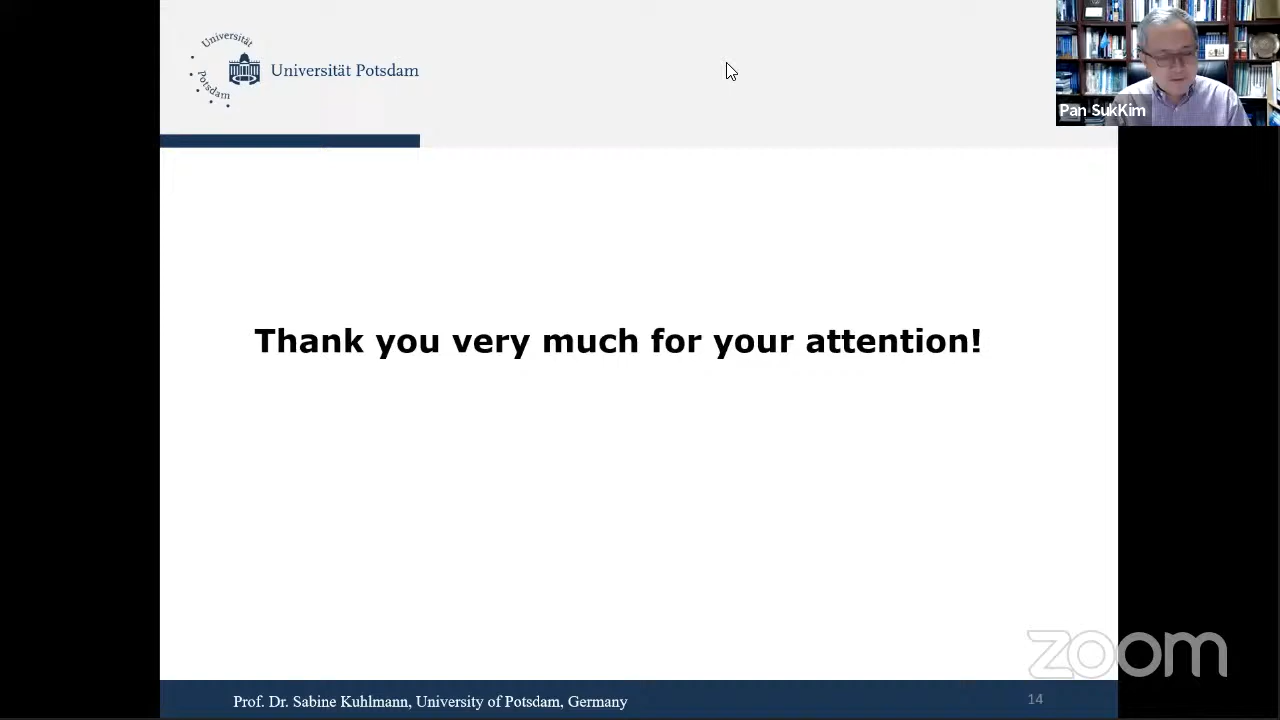 Universität
Potsdam
Universität Potsdam
Pan SukKim
Thank you very much for your attention!
zoom
Prof. Dr. Sabine Kuhlmann, University of Potsdam, Germany
14